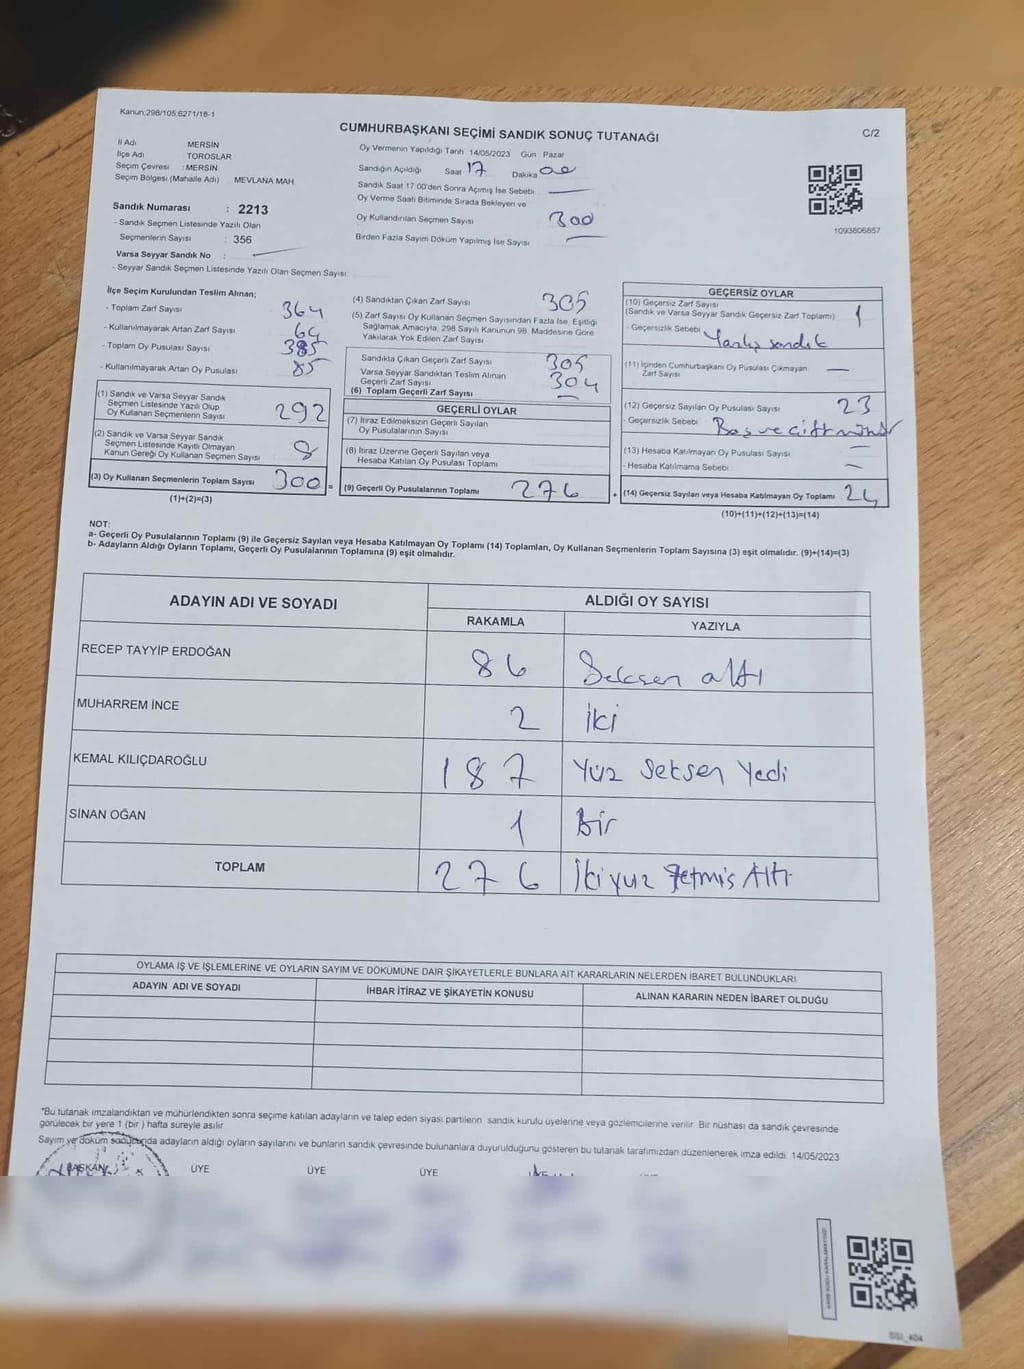 Kanun:298/105,6271/18-1
CUMHURBAŞKANI SEÇİMİ SANDIK SONUÇ TUTANAĞI
C/2
İl Adı MERSİN
İlçe Adı TOROSLAR
Seçim Çevresi : MERSİN
Seçim Bölgesi (Mahalle Adı) MEVLANA MAH.
Oy Vermenin Yapıldığı Tarih 14/05/2023 Gün Pazar
Sandığın Açıldığı Saat 17 Dakika 00
Sandık Saat 17:00'den Sonra Açılmış İse Sebebi
Oy Verme Saati Bitiminde Sırada Bekleyen ve
Oy Kullandırılan Seçmen Sayısı 300
Birden Fazla Sayım Döküm Yapılmış İse Sayısı
1093806857
Sandık Numarası : 2213
- Sandık Seçmen Listesinde Yazılı Olan
Seçmenlerin Sayısı : 356
Varsa Seyyar Sandık No :
- Seyyar Sandık Seçmen Listesinde Yazılı Olan Seçmen Sayısı:
İlçe Seçim Kurulundan Teslim Alınan;
- Toplam Zarf Sayısı 364
- Kullanılmayarak Artan Zarf Sayısı 64
- Toplam Oy Pusulası Sayısı 385
- Kullanılmayarak Artan Oy Pusulası 85
(1) Sandık ve Varsa Seyyar Sandık
Seçmen Listesinde Yazılı Olup
Oy Kullanan Seçmenlerin Sayısı 292
(2) Sandık ve Varsa Seyyar Sandık
Seçmen Listesinde Kayıtlı Olmayan
Kanun Gereği Oy Kullanan Seçmen Sayısı 8
(3) Oy Kullanan Seçmenlerin Toplam Sayısı 300 =
(1)+(2)=(3)
(4) Sandıktan Çıkan Zarf Sayısı 305
(5) Zarf Sayısı Oy Kullanan Seçmen Sayısından Fazla İse, Eşitliği
Sağlamak Amacıyla, 298 Sayılı Kanunun 98. Maddesine Göre
Yakılarak Yok Edilen Zarf Sayısı
Sandıkta Çıkan Geçerli Zarf Sayısı 305
Varsa Seyyar Sandıktan Teslim Alınan
Geçerli Zarf Sayısı 304
(6) Toplam Geçerli Zarf Sayısı
GEÇERLİ OYLAR
(7) İtiraz Edilmeksizin Geçerli Sayılan
Oy Pusulalarının Sayısı
(8) İtiraz Üzerine Geçerli Sayılan veya
Hesaba Katılan Oy Pusulası Toplamı
(9) Geçerli Oy Pusulalarının Toplamı 276 +
GEÇERSİZ OYLAR
(10) Geçersiz Zarf Sayısı
(Sandık ve Varsa Seyyar Sandık Geçersiz Zarf Toplamı) 1
- Geçersizlik Sebebi Yanlış sandık
(11) İçinden Cumhurbaşkanı Oy Pusulası Çıkmayan
Zarf Sayısı —
(12) Geçersiz Sayılan Oy Pusulası Sayısı 23
- Geçersizlik Sebebi Boş ve çift mühür
(13) Hesaba Katılmayan Oy Pusulası Sayısı —
- Hesaba Katılmama Sebebi —
(14) Geçersiz Sayılan veya Hesaba Katılmayan Oy Toplamı 24
(10)+(11)+(12)+(13)=(14)
NOT:
a- Geçerli Oy Pusulalarının Toplamı (9) ile Geçersiz Sayılan veya Hesaba Katılmayan Oy Toplamı (14) Toplamları, Oy Kullanan Seçmenlerin Toplam Sayısına (3) eşit olmalıdır. (9)+(14)=(3)
b- Adayların Aldığı Oyların Toplamı, Geçerli Oy Pusulalarının Toplamına (9) eşit olmalıdır.
ADAYIN ADI VE SOYADI
ALDIĞI OY SAYISI
RAKAMLA YAZIYLA
RECEP TAYYİP ERDOĞAN 86 Seksen altı
MUHARREM İNCE 2 İki
KEMAL KILIÇDAROĞLU 187 Yüz Seksen Yedi
SİNAN OĞAN 1 Bir
TOPLAM 276 İkiyüz Yetmiş Altı
OYLAMA İŞ VE İŞLEMLERİNE VE OYLARIN SAYIM VE DÖKÜMÜNE DAİR ŞİKAYETLERLE BUNLARA AİT KARARLARIN NELERDEN İBARET BULUNDUKLARI
ADAYIN ADI VE SOYADI İHBAR İTİRAZ VE ŞİKAYETİN KONUSU ALINAN KARARIN NEDEN İBARET OLDUĞU
*Bu tutanak imzalandıktan ve mühürlendikten sonra seçime katılan adayların ve talep eden siyasi partilerin sandık kurulu üyelerine veya gözlemcilerine verilir. Bir nüshası da sandık çevresinde
görülecek bir yere 1 (bir) hafta süreyle asılır.
Sayım ve döküm sonucunda adayların aldığı oyların sayılarını ve bunların sandık çevresinde bulunanlara duyurulduğunu gösteren bu tutanak tarafımızdan düzenlenerek imza edildi. 14/05/2023
BAŞKAN ÜYE ÜYE ÜYE